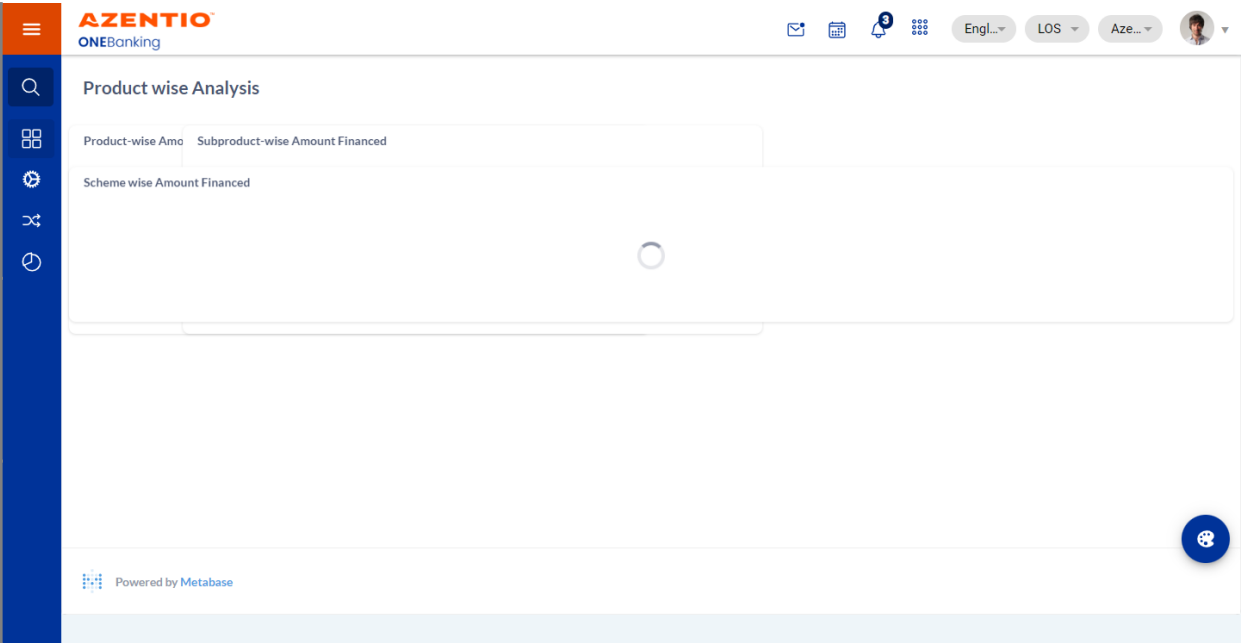 AZENTIO
ONEBanking
3
Engl...
LOS
Aze...
Product wise Analysis
Product-wise Amo
Subproduct-wise Amount Financed
Scheme wise Amount Financed
Powered by Metabase